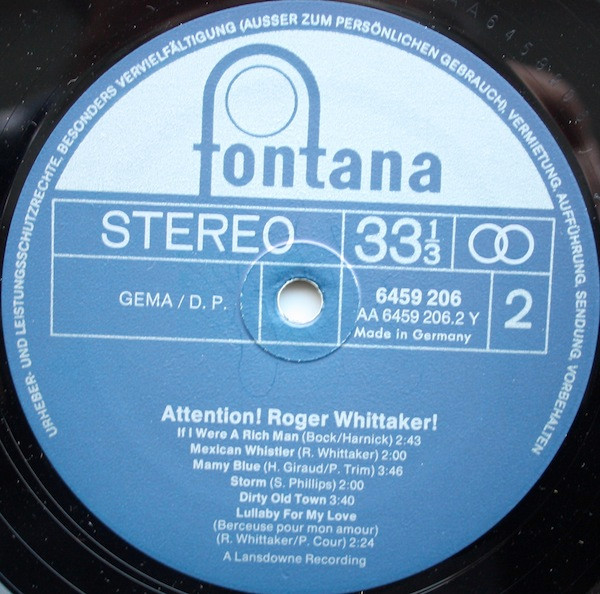 URHEBER- UND LEISTUNGSSCHUTZRECHTE, BESONDERS VERVIELFÄLTIGUNG (AUSSER ZUM PERSÖNLICHEN GEBRAUCH), VERMIETUNG, AUFFÜHRUNG, SENDUNG, VORBEHALTEN
fontana
STEREO 33 1/3
GEMA / D. P.
6459 206
AA 6459 206.2 Y
Made in Germany
2
Attention! Roger Whittaker!
If I Were A Rich Man (Bock/Harnick) 2:43
Mexican Whistler (R. Whittaker) 2:00
Mamy Blue (H. Giraud/P. Trim) 3:46
Storm (S. Phillips) 2:00
Dirty Old Town 3:40
Lullaby For My Love
(Berceuse pour mon amour)
(R. Whittaker/P. Cour) 2:24
A Lansdowne Recording